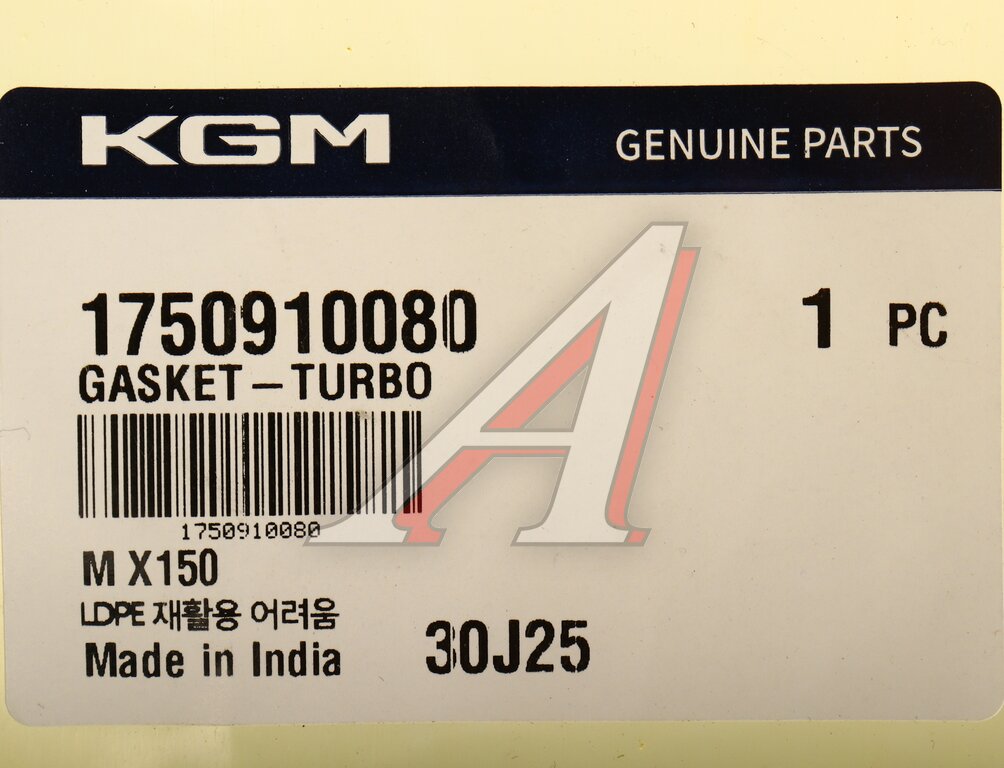 KGM GENUINE PARTS
1750910080 1 PC
GASKET-TURBO
1750910080
M X150
LDPE 재활용 어려움
Made in India 30J25
A